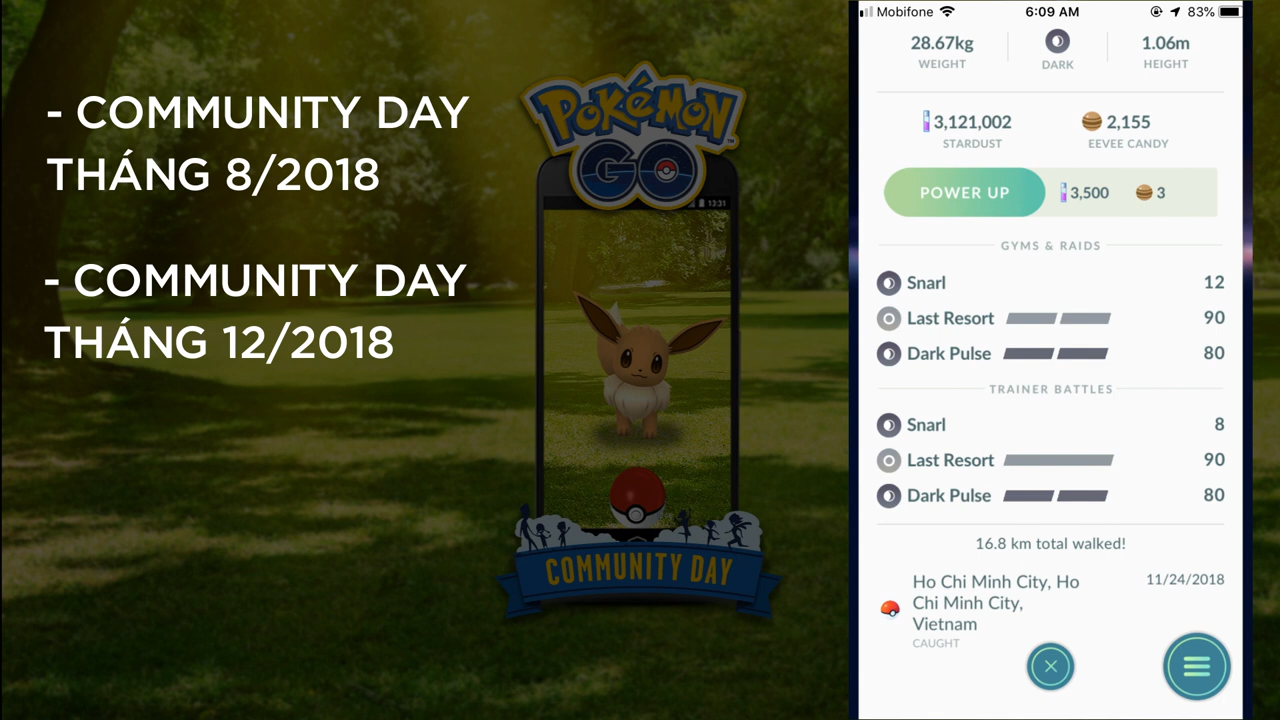 - COMMUNITY DAY
THÁNG 8/2018
- COMMUNITY DAY
THÁNG 12/2018
POKéMON
GO
13:31
COMMUNITY DAY
Mobifone 6:09 AM 83%
28.67kg 1.06m
WEIGHT DARK HEIGHT
3,121,002 2,155
STARDUST EEVEE CANDY
POWER UP 3,500 3
GYMS & RAIDS
Snarl 12
Last Resort 90
Dark Pulse 80
TRAINER BATTLES
Snarl 8
Last Resort 90
Dark Pulse 80
16.8 km total walked!
Ho Chi Minh City, Ho 11/24/2018
Chi Minh City,
Vietnam
CAUGHT